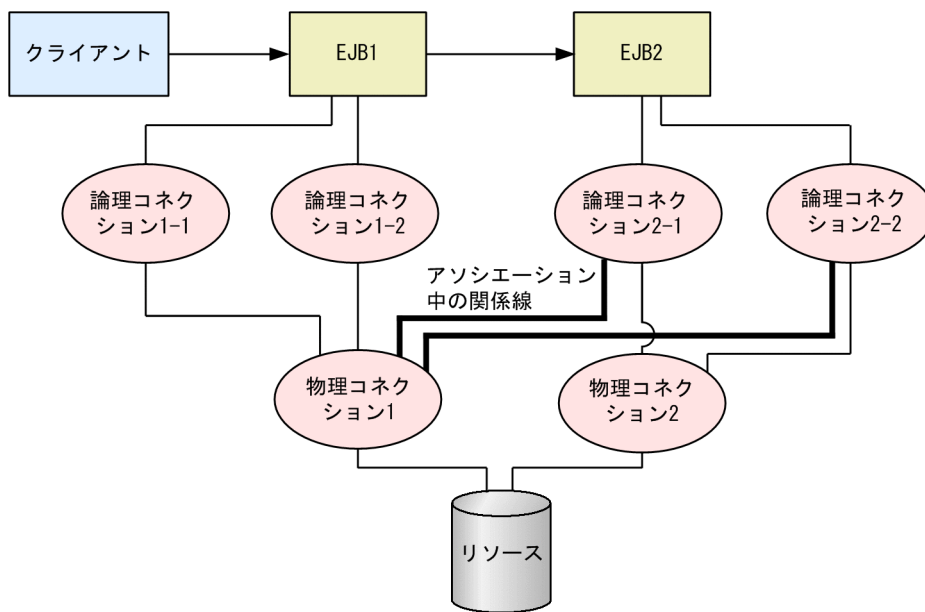 クライアント
EJB1
EJB2
論理コネク
ション1-1
論理コネク
ション1-2
論理コネク
ション2-1
論理コネク
ション2-2
アソシエーション
中の関係線
物理コネク
ション1
物理コネク
ション2
リソース